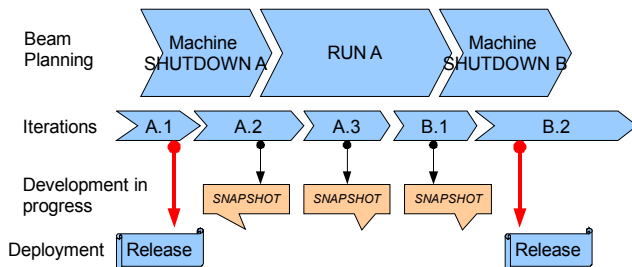 Beam
Planning
Machine
SHUTDOWN A
RUN A
Machine
SHUTDOWN B
Iterations
A.1
A.2
A.3
B.1
B.2
Development in
progress
SNAPSHOT
SNAPSHOT
SNAPSHOT
Deployment
Release
Release